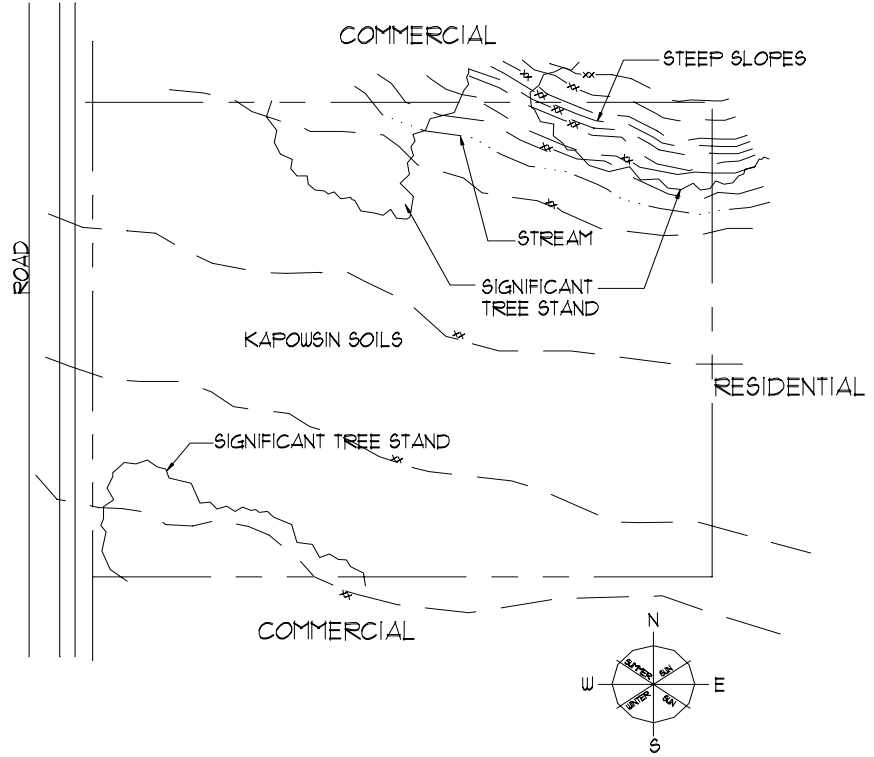 COMMERCIAL
STEEP SLOPES
STREAM
ROAD
SIGNIFICANT
TREE STAND
KAPOWSIN SOILS
RESIDENTIAL
SIGNIFICANT TREE STAND
COMMERCIAL
N
SUMMER SUN
W E
WINTER SUN
S